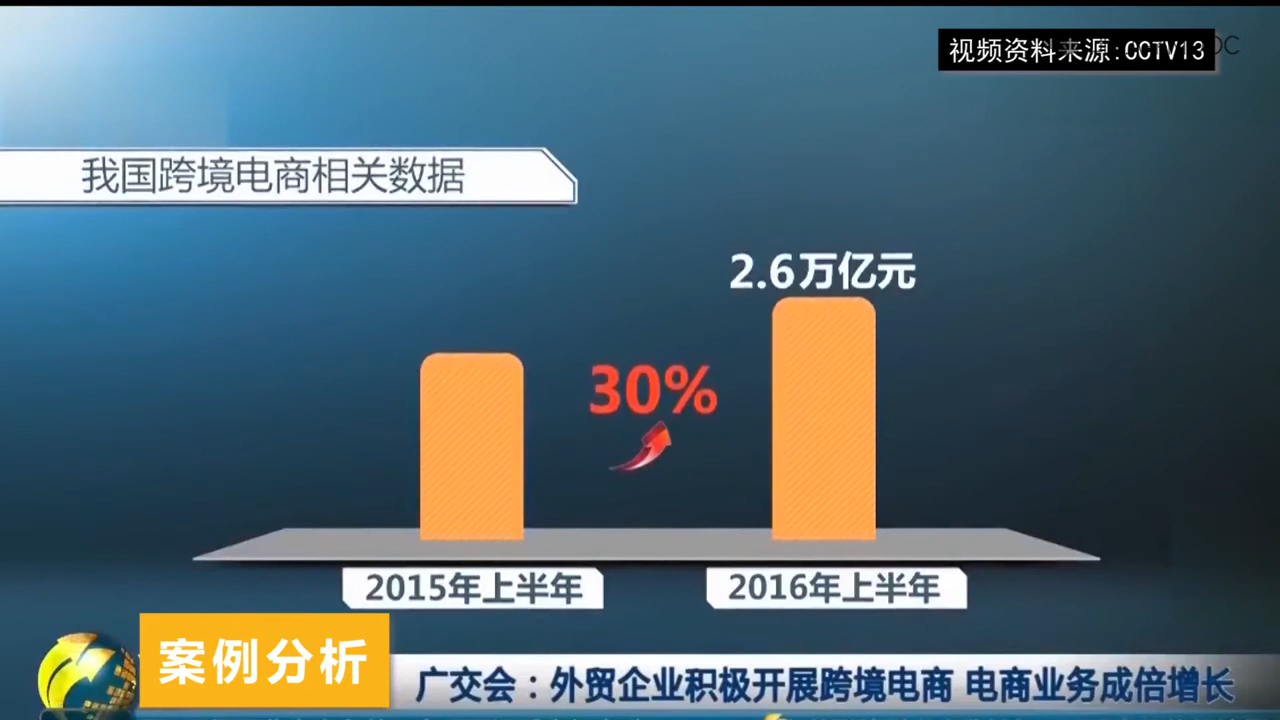 视频资料来源:CCTV13
我国跨境电商相关数据
2.6万亿元
30%
2015年上半年
2016年上半年
案例分析
广交会：外贸企业积极开展跨境电商 电商业务成倍增长